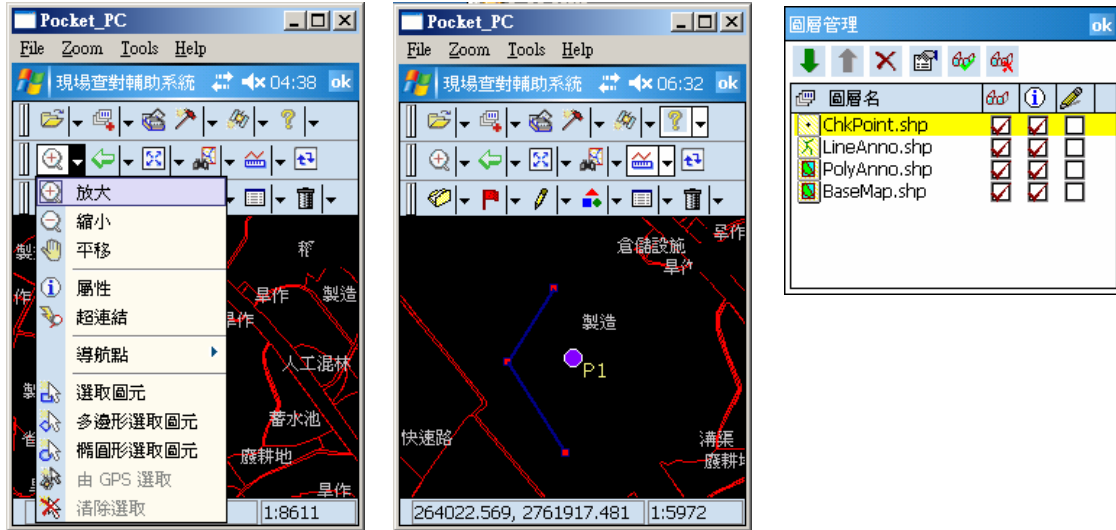 Pocket_PC
File Zoom Tools Help
現場查對輔助系統 04:38 ok
放大
縮小
平移
屬性
超連結
導航點
選取圖元
多邊形選取圖元
橢圓形選取圖元
由 GPS 選取
清除選取
製
作
旱作
製造
旱作
人工混林
製
蓄水池
省
廢耕地
旱作
1:8611
Pocket_PC
File Zoom Tools Help
現場查對輔助系統 06:32 ok
旱作
倉儲設施
旱作
製造
P1
快速路
溝渠
廢耕地
264022.569, 2761917.481 1:5972
圖層管理 ok
圖層名
ChkPoint.shp
LineAnno.shp
PolyAnno.shp
BaseMap.shp